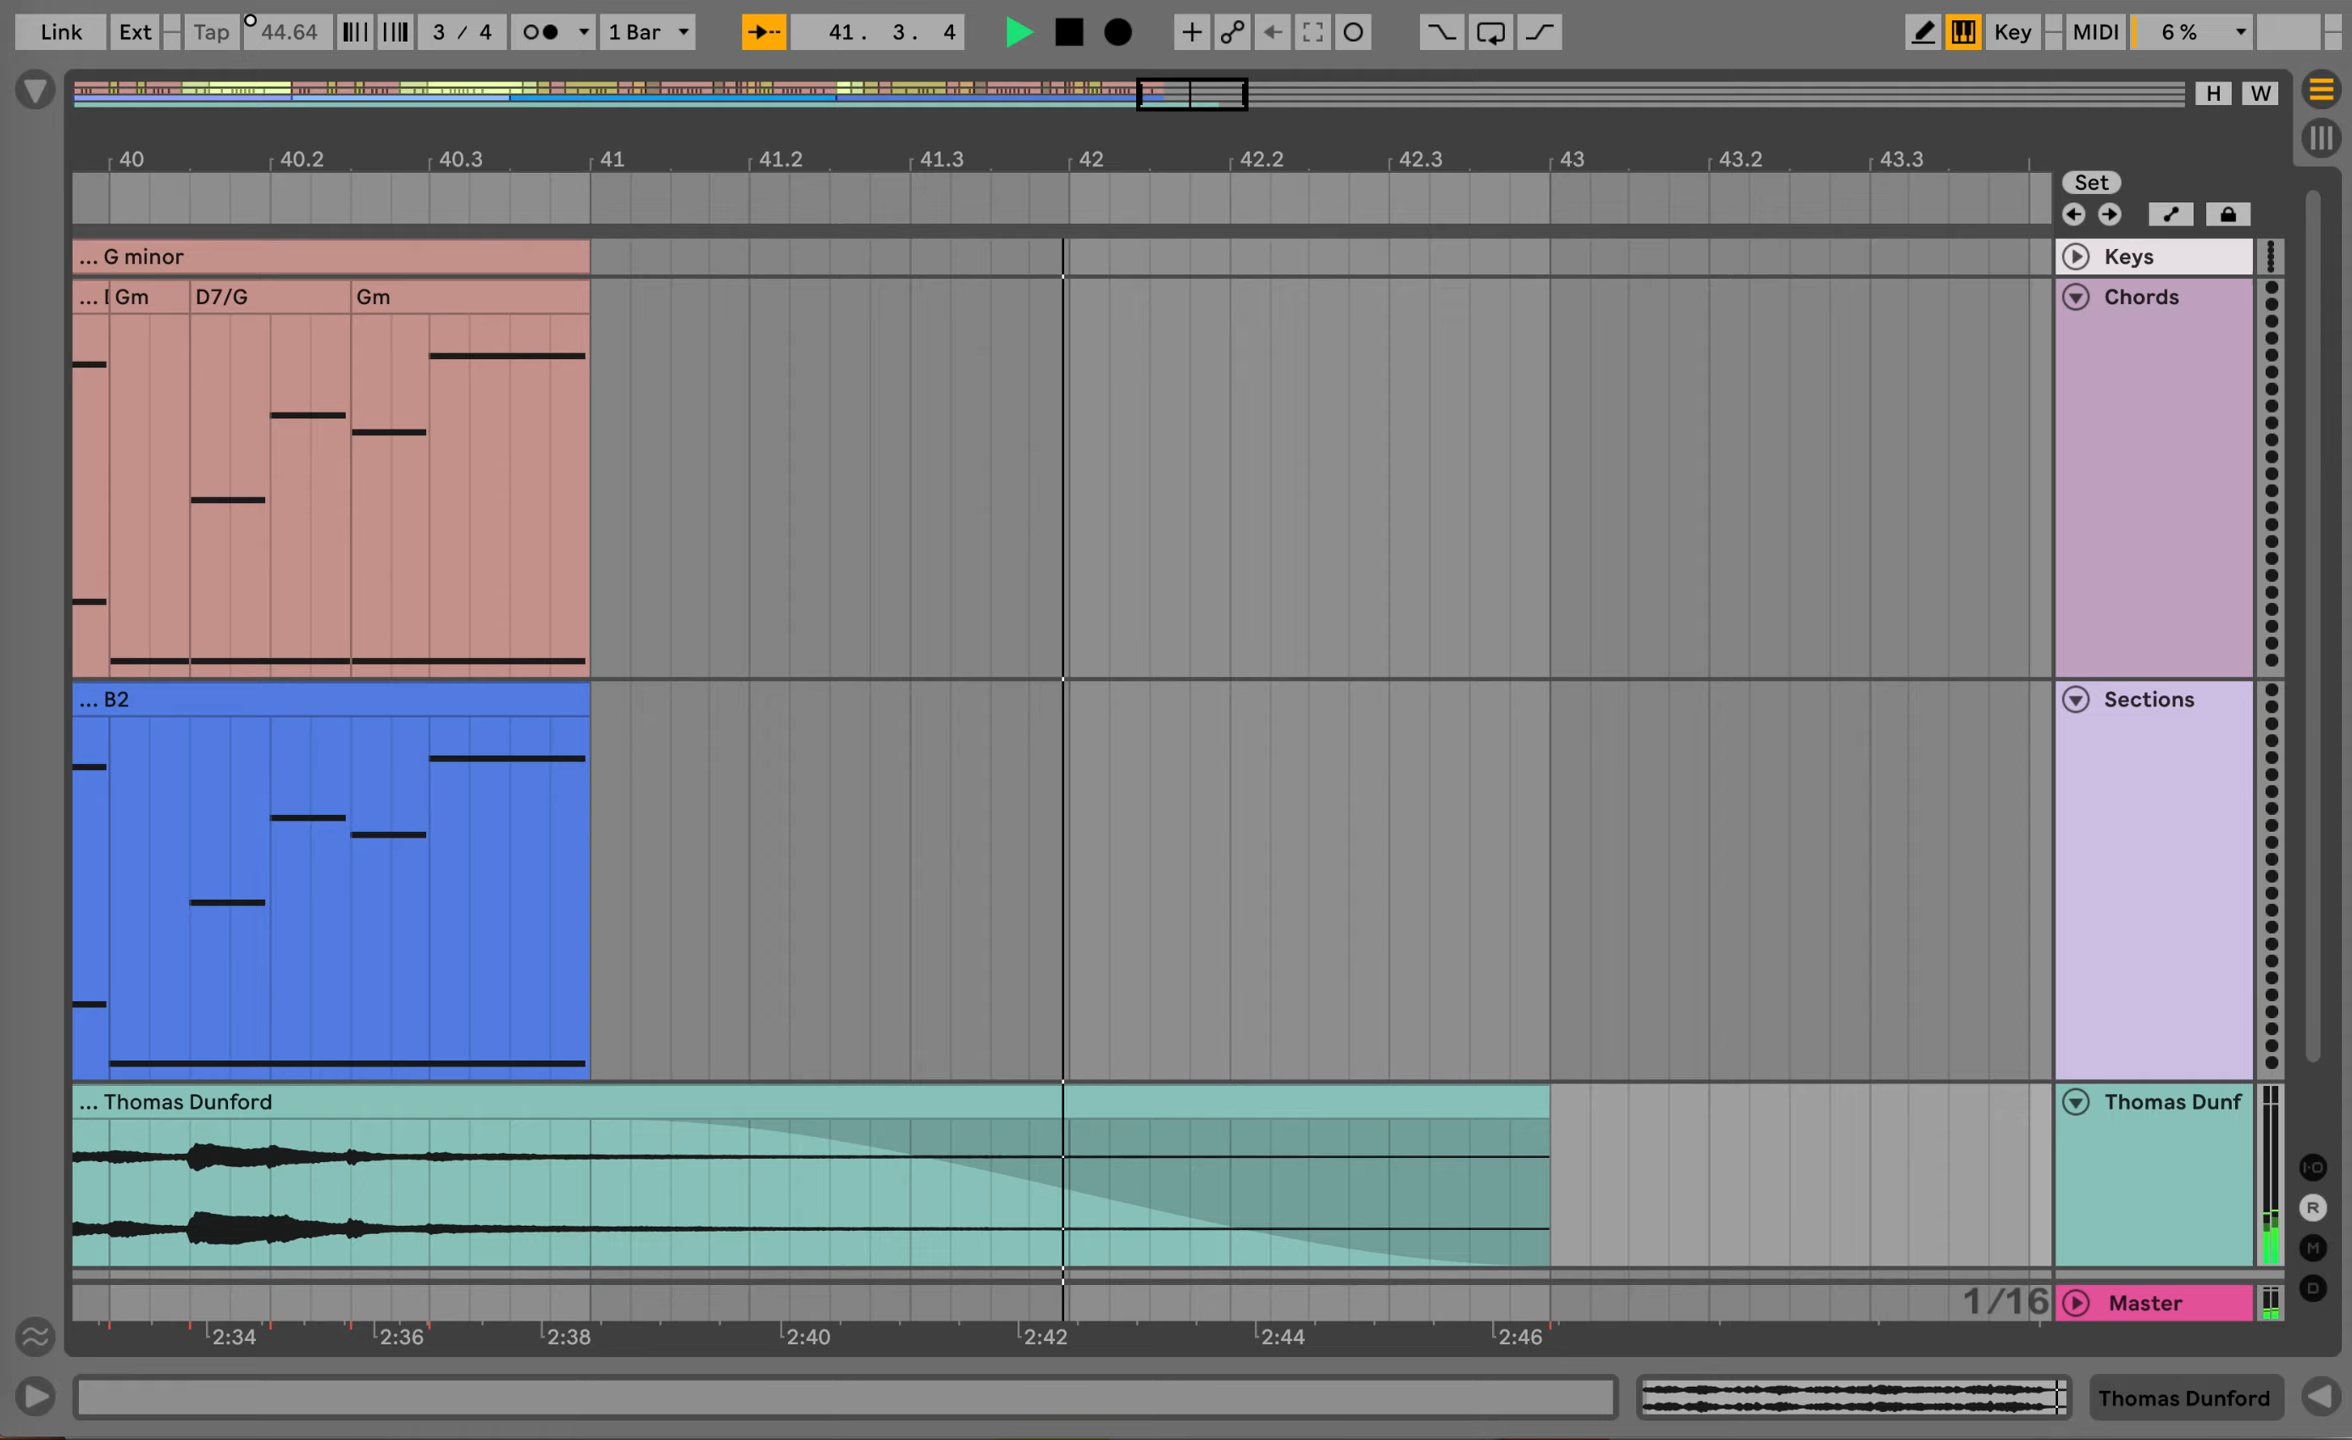 Link Ext Tap 44.64 3 / 4 1 Bar 41. 3. 4 Key MIDI 6 %
H W
40 40.2 40.3 41 41.2 41.3 42 42.2 42.3 43 43.2 43.3
Set
... G minor
Keys
... Gm D7/G Gm
Chords
... B2
Sections
... Thomas Dunford
Thomas Dunf
I·O
R
M
D
1/16
Master
2:34 2:36 2:38 2:40 2:42 2:44 2:46
Thomas Dunford